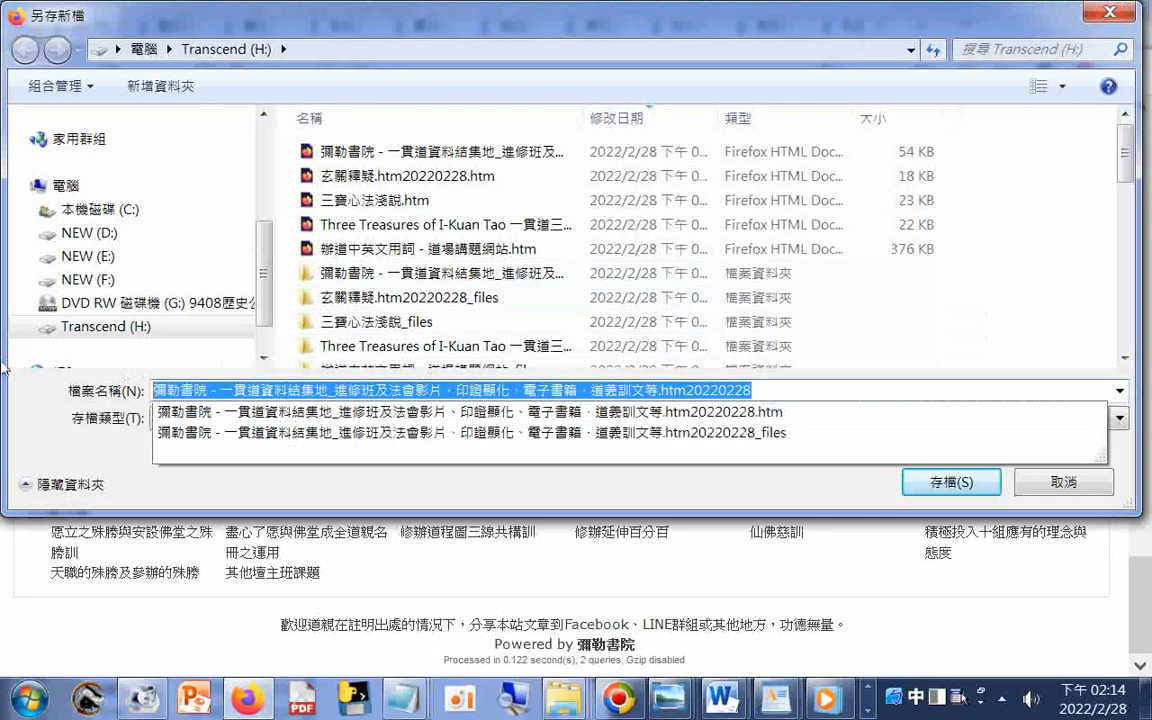 另存新檔
電腦 Transcend (H:)
搜尋 Transcend (H:)
組合管理 新增資料夾
名稱 修改日期 類型 大小
家用群組
電腦
本機磁碟 (C:)
NEW (D:)
NEW (E:)
NEW (F:)
DVD RW 磁碟機 (G:) 9408歷史
Transcend (H:)
彌勒書院 - 一貫道資料結集地_進修班及... 2022/2/28 下午 0... Firefox HTML Doc... 54 KB
玄關釋疑.htm20220228.htm 2022/2/28 下午 0... Firefox HTML Doc... 18 KB
三寶心法淺說.htm 2022/2/28 下午 0... Firefox HTML Doc... 23 KB
Three Treasures of I-Kuan Tao 一貫道三... 2022/2/28 下午 0... Firefox HTML Doc... 22 KB
辦道中英文用詞 - 道場講題網站.htm 2022/2/28 下午 0... Firefox HTML Doc... 376 KB
彌勒書院 - 一貫道資料結集地_進修班及... 2022/2/28 下午 0... 檔案資料夾
玄關釋疑.htm20220228_files 2022/2/28 下午 0... 檔案資料夾
三寶心法淺說_files 2022/2/28 下午 0... 檔案資料夾
Three Treasures of I-Kuan Tao 一貫道三... 2022/2/28 下午 0... 檔案資料夾
檔案名稱(N): 彌勒書院 - 一貫道資料結集地_進修班及法會影片、印證顯化、電子書籍．道義訓文等.htm20220228
存檔類型(T):
彌勒書院 - 一貫道資料結集地_進修班及法會影片、印證顯化、電子書籍．道義訓文等.htm20220228.htm
彌勒書院 - 一貫道資料結集地_進修班及法會影片、印證顯化、電子書籍．道義訓文等.htm20220228_files
隱藏資料夾 存檔(S) 取消
愿立之殊勝與安設佛堂之殊勝訓 盡心了愿與佛堂成全道親名冊之運用 修辦道程圖三線共構訓 修辦延伸百分百 仙佛慈訓 積極投入十組應有的理念與態度
天職的殊勝及參辦的殊勝 其他壇主班課題
歡迎道親在註明出處的情況下，分享本站文章到Facebook、LINE群組或其他地方，功德無量。
Powered by 彌勒書院
Processed in 0.122 second(s), 2 queries, Gzip disabled
中
下午 02:14
2022/2/28